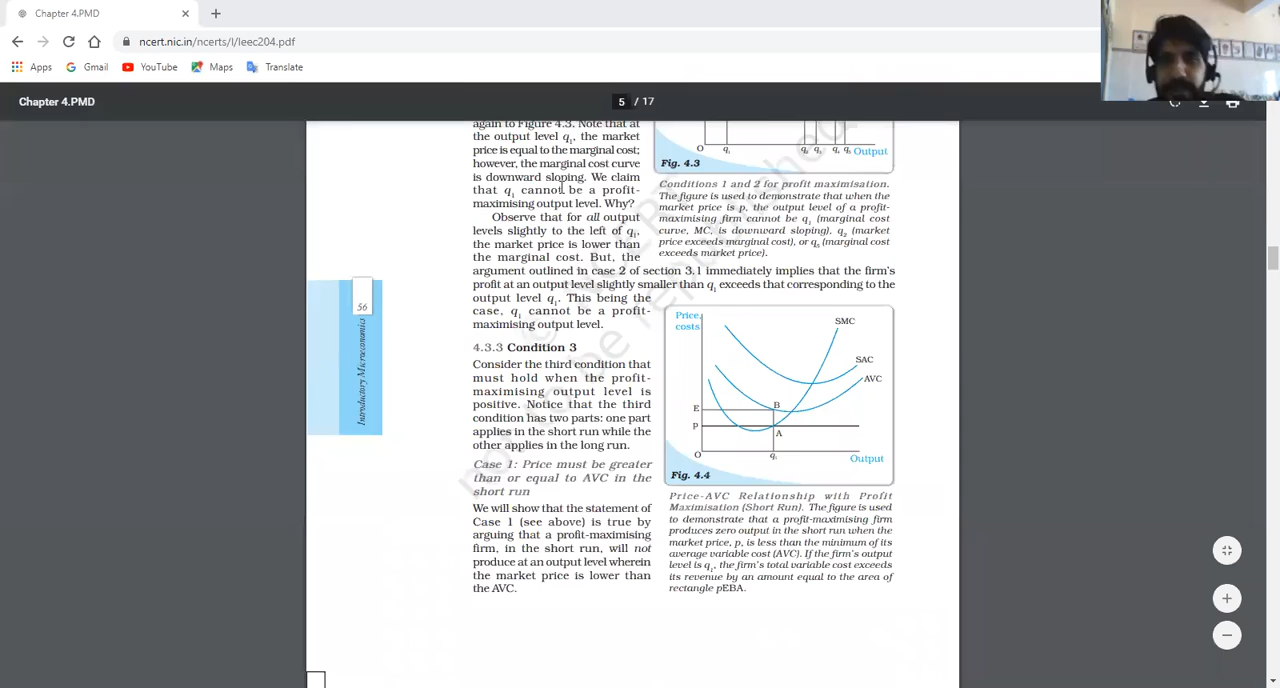 Chapter 4.PMD
ncert.nic.in/ncerts/l/leec204.pdf
Apps
Gmail
YouTube
Maps
Translate
Chapter 4.PMD
5 / 17
again to Figure 4.3. Note that at
the output level q1, the market
price is equal to the marginal cost;
however, the marginal cost curve
is downward sloping. We claim
that q1 cannot be a profit-
maximising output level. Why?
Observe that for all output
levels slightly to the left of q1,
the market price is lower than
the marginal cost. But, the
argument outlined in case 2 of section 3.1 immediately implies that the firm's
profit at an output level slightly smaller than q1 exceeds that corresponding to the
output level q1. This being the
case, q1 cannot be a profit-
maximising output level.
4.3.3 Condition 3
Consider the third condition that
must hold when the profit-
maximising output level is
positive. Notice that the third
condition has two parts: one part
applies in the short run while the
other applies in the long run.
Case 1: Price must be greater
than or equal to AVC in the
short run
We will show that the statement of
Case 1 (see above) is true by
arguing that a profit-maximising
firm, in the short run, will not
produce at an output level wherein
the market price is lower than
the AVC.
O
q1
q2 q3 q4 q5 Output
Fig. 4.3
Conditions 1 and 2 for profit maximisation.
The figure is used to demonstrate that when the
market price is p, the output level of a profit-
maximising firm cannot be q1 (marginal cost
curve, MC, is downward sloping), q2 (market
price exceeds marginal cost), or q5 (marginal cost
exceeds market price).
Price,
costs
SMC
SAC
AVC
E
B
p
A
O
q1
Output
Fig. 4.4
Price-AVC Relationship with Profit
Maximisation (Short Run). The figure is used
to demonstrate that a profit-maximising firm
produces zero output in the short run when the
market price, p, is less than the minimum of its
average variable cost (AVC). If the firm's output
level is q1, the firm's total variable cost exceeds
its revenue by an amount equal to the area of
rectangle pEBA.
56
Introductory Microeconomics
© NCERT
not to be republished